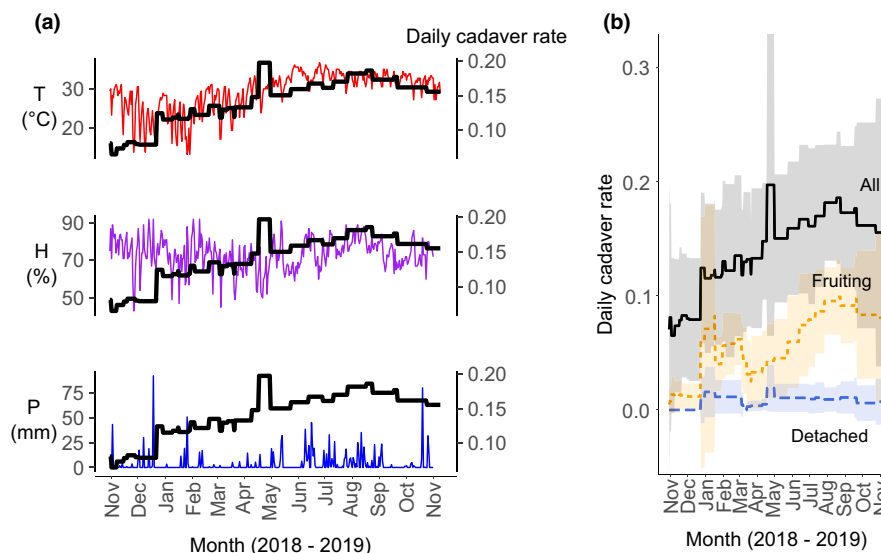 (a)
Daily cadaver rate
T
(°C)
30
20
0.20
0.15
0.10
H
(%)
90
70
50
0.20
0.15
0.10
P
(mm)
75
50
25
0
0.20
0.15
0.10
Nov Dec Jan Feb Mar Apr May Jun Jul Aug Sep Oct Nov
Month (2018 - 2019)
(b)
Daily cadaver rate
0.3
0.2
0.1
0.0
All
Fruiting
Detached
Nov Dec Jan Feb Mar Apr May Jun Jul Aug Sep Oct Nov
Month (2018 - 2019)